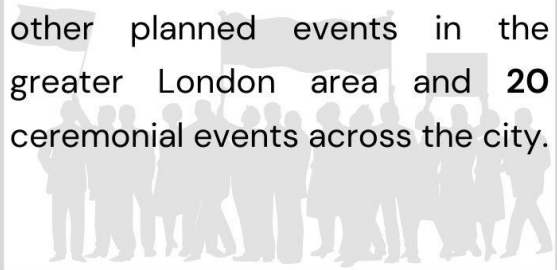 other planned events in the
greater London area and 20
ceremonial events across the city.